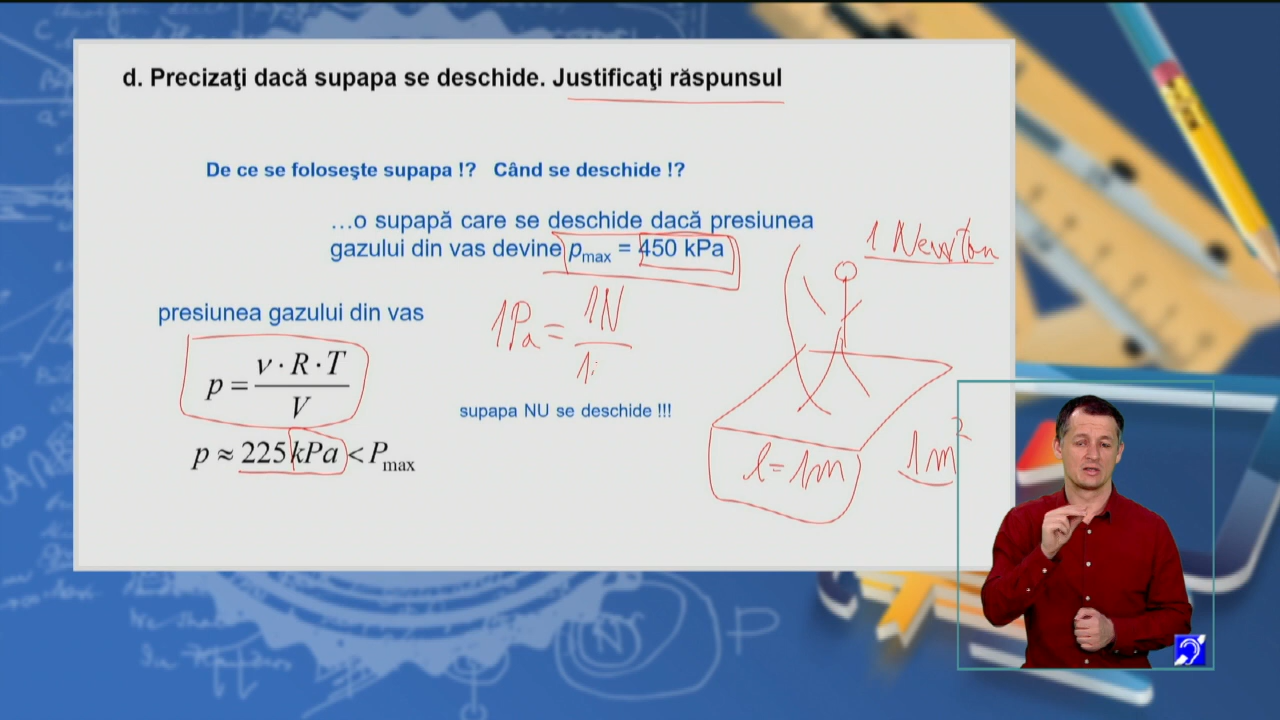 d. Precizaţi dacă supapa se deschide. Justificaţi răspunsul
De ce se foloseşte supapa !? Când se deschide !?
…o supapă care se deschide dacă presiunea
gazului din vas devine pmax = 450 kPa
1 Newton
presiunea gazului din vas
1Pa = 1N / 1
p = ν · R · T / V
supapa NU se deschide !!!
p ≈ 225 kPa < Pmax
l = 1m
1m²
N
P